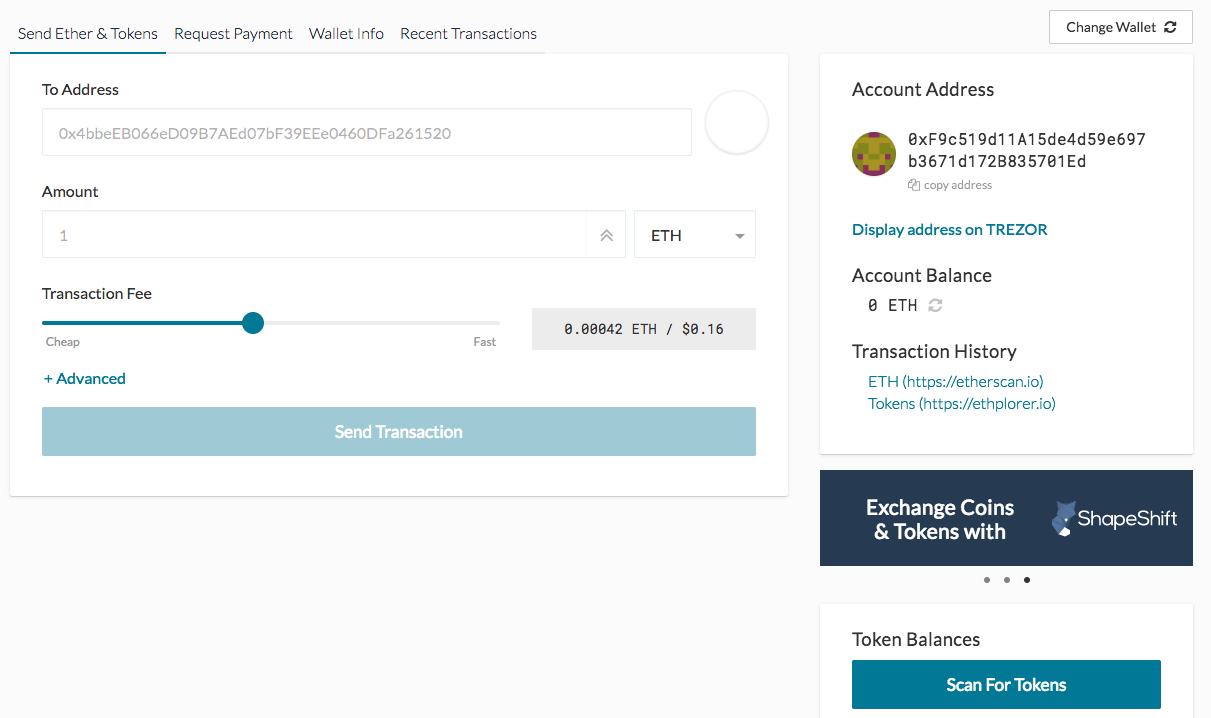 Send Ether & Tokens
Request Payment
Wallet Info
Recent Transactions
Change Wallet
To Address
0x4bbeEB066eD09B7AEd07bF39EEe0460DFa261520
Amount
1
ETH
Transaction Fee
Cheap
Fast
0.00042 ETH / $0.16
+ Advanced
Send Transaction
Account Address
0xF9c519d11A15de4d59e697
b3671d172B835701Ed
copy address
Display address on TREZOR
Account Balance
0 ETH
Transaction History
ETH (https://etherscan.io)
Tokens (https://ethplorer.io)
Exchange Coins
& Tokens with
ShapeShift
Token Balances
Scan For Tokens